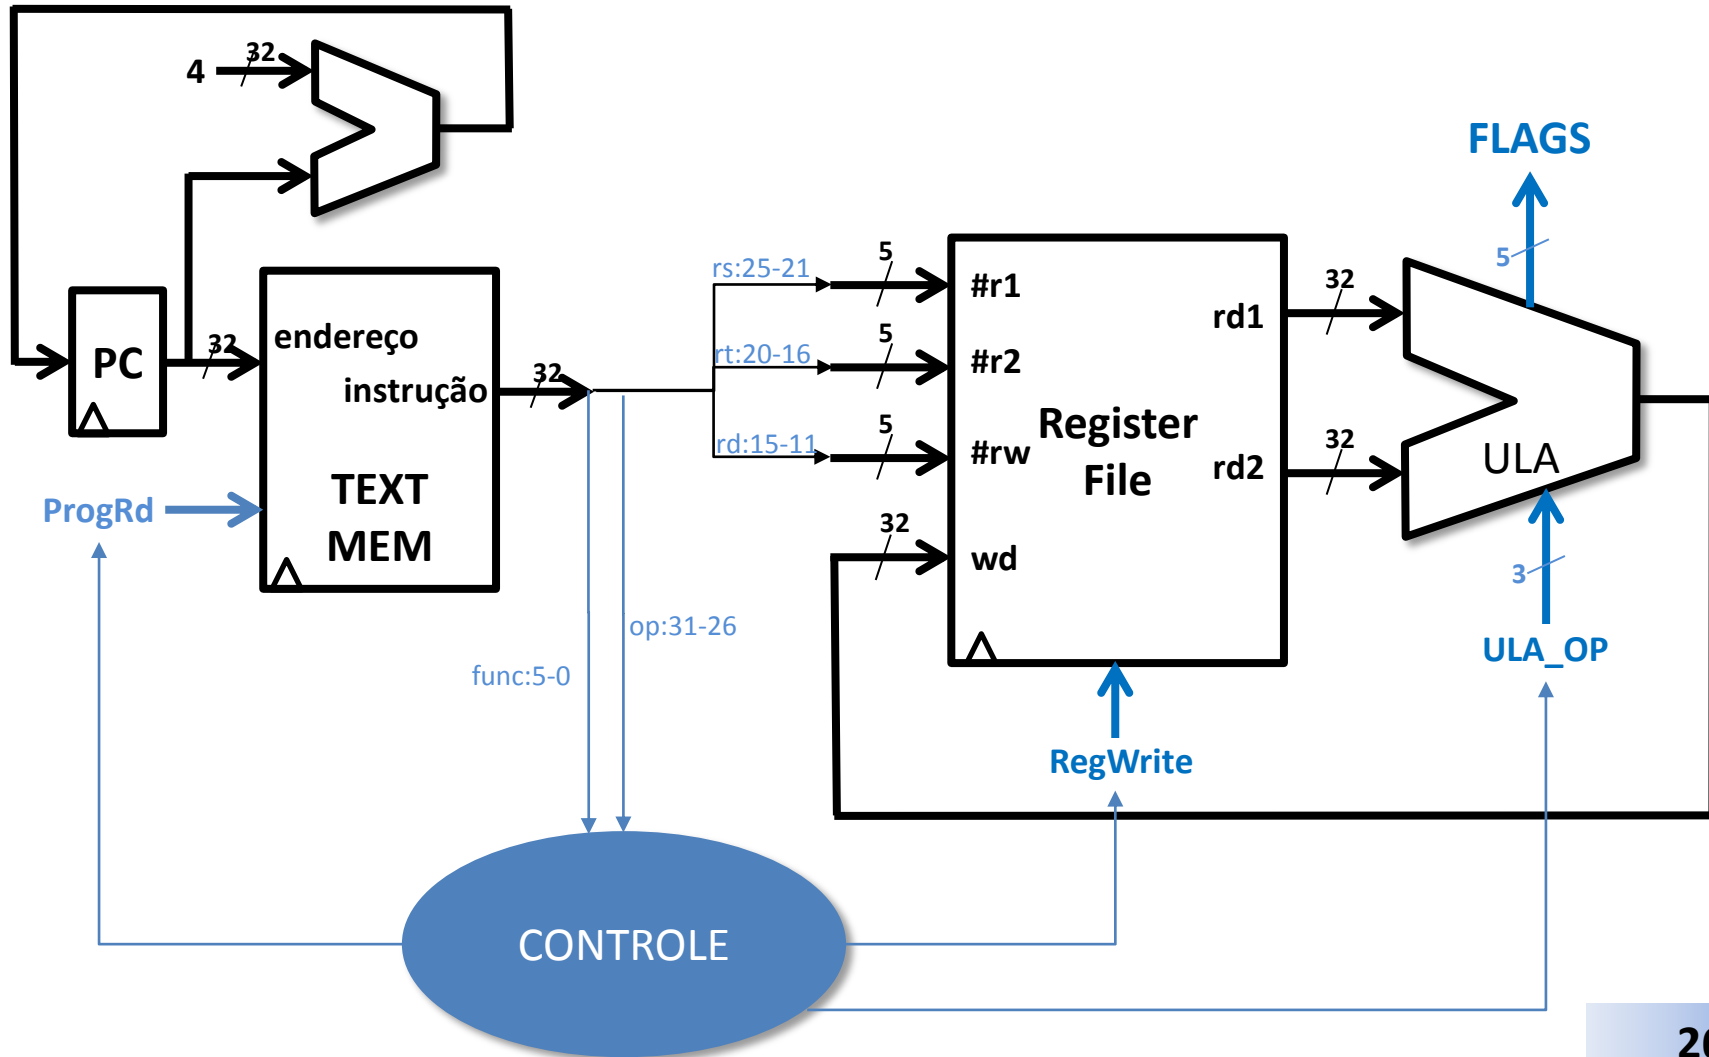 4
32
FLAGS
5
PC
32
endereço
instrução
TEXT
MEM
32
ProgRd
rs:25-21
rt:20-16
rd:15-11
5
5
5
32
#r1
#r2
#rw
wd
Register
File
rd1
rd2
32
32
ULA
3
ULA_OP
op:31-26
func:5-0
RegWrite
CONTROLE